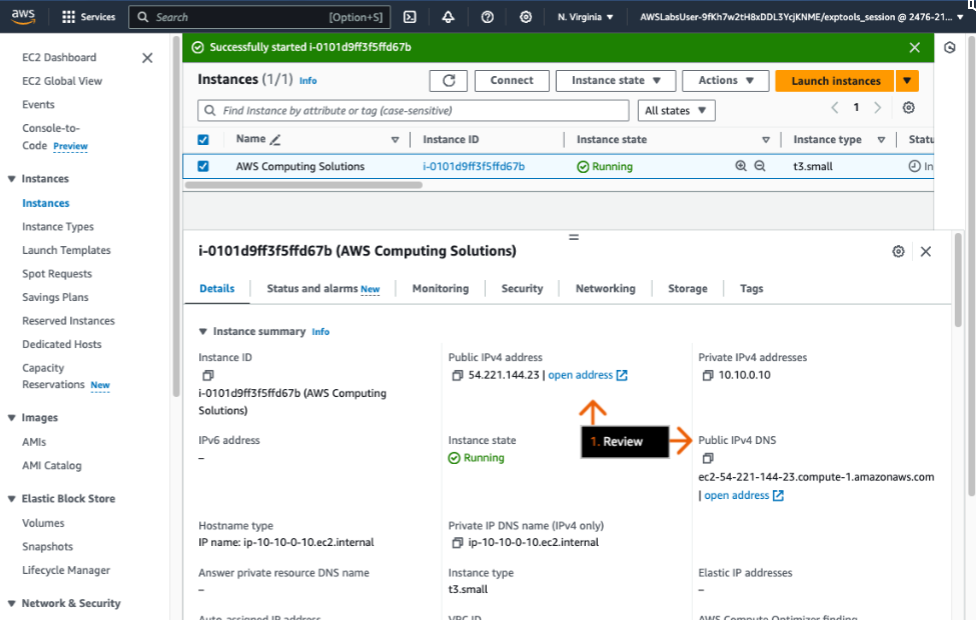 aws
Services
Search
[Option+S]
N. Virginia
AWSLabsUser-9fKh7w2tH8xDDL3YcjKNME/exptools_session @ 2476-21...
EC2 Dashboard
EC2 Global View
Events
Console-to-
Code Preview
Instances
Instances
Instance Types
Launch Templates
Spot Requests
Savings Plans
Reserved Instances
Dedicated Hosts
Capacity
Reservations New
Images
AMIs
AMI Catalog
Elastic Block Store
Volumes
Snapshots
Lifecycle Manager
Network & Security
Successfully started i-0101d9ff3f5ffd67b
Instances (1/1) Info
Connect
Instance state
Actions
Launch instances
Find Instance by attribute or tag (case-sensitive)
All states
1
Name
Instance ID
Instance state
Instance type
Statu
AWS Computing Solutions
i-0101d9ff3f5ffd67b
Running
t3.small
In
i-0101d9ff3f5ffd67b (AWS Computing Solutions)
Details
Status and alarms New
Monitoring
Security
Networking
Storage
Tags
Instance summary Info
Instance ID
i-0101d9ff3f5ffd67b (AWS Computing
Solutions)
Public IPv4 address
54.221.144.23 | open address
Private IPv4 addresses
10.10.0.10
1. Review
IPv6 address
–
Instance state
Running
Public IPv4 DNS
ec2-54-221-144-23.compute-1.amazonaws.com
| open address
Hostname type
IP name: ip-10-10-0-10.ec2.internal
Private IP DNS name (IPv4 only)
ip-10-10-0-10.ec2.internal
Answer private resource DNS name
–
Instance type
t3.small
Elastic IP addresses
–
Auto-assigned IP address
VPC ID
AWS Compute Optimizer finding